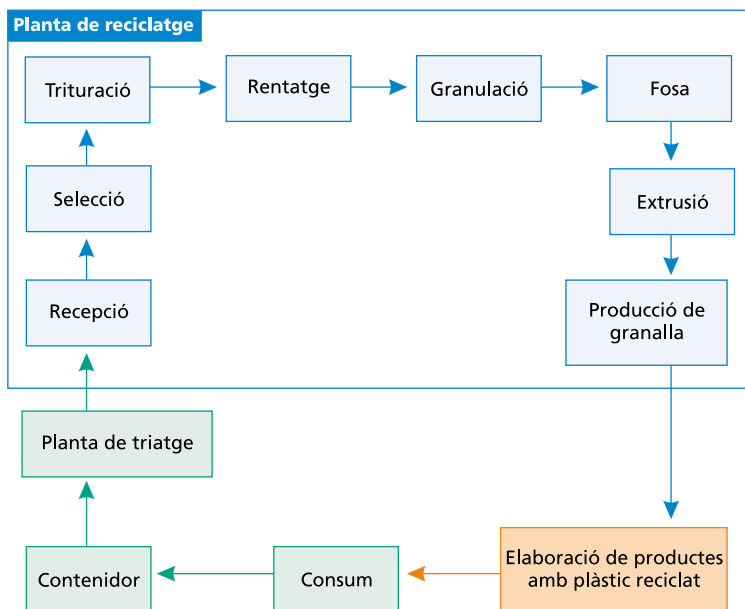 Planta de reciclatge
Trituració
Rentatge
Granulació
Fosa
Selecció
Extrusió
Recepció
Producció de
granalla
Planta de triatge
Contenidor
Consum
Elaboració de productes
amb plàstic reciclat